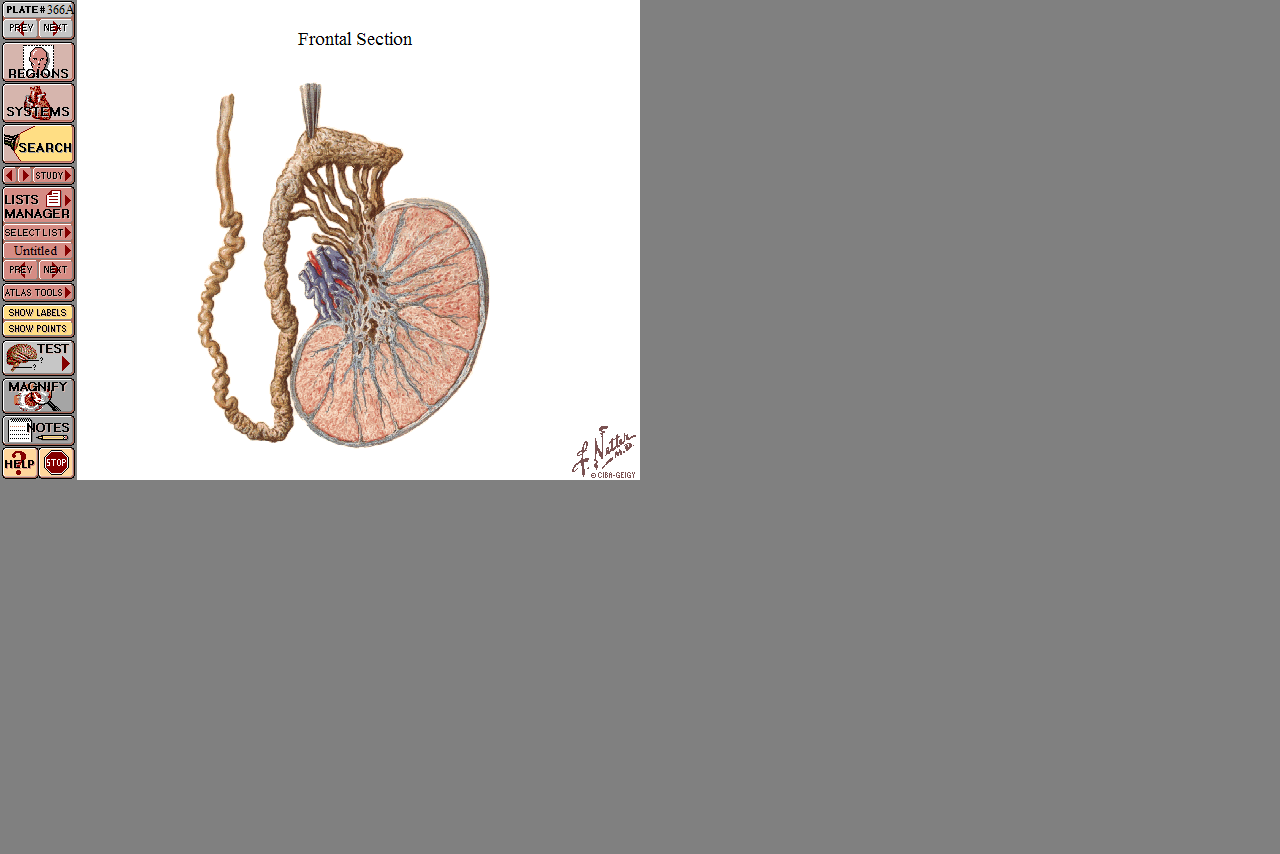 PLATE# 366A
PREV NEXT
REGIONS
SYSTEMS
SEARCH
STUDY
LISTS
MANAGER
SELECT LIST
Untitled
PREV NEXT
ATLAS TOOLS
SHOW LABELS
SHOW POINTS
TEST
? ?
MAGNIFY
NOTES
? HELP STOP
Frontal Section
F. Netter
M.D.
© CIBA-GEIGY